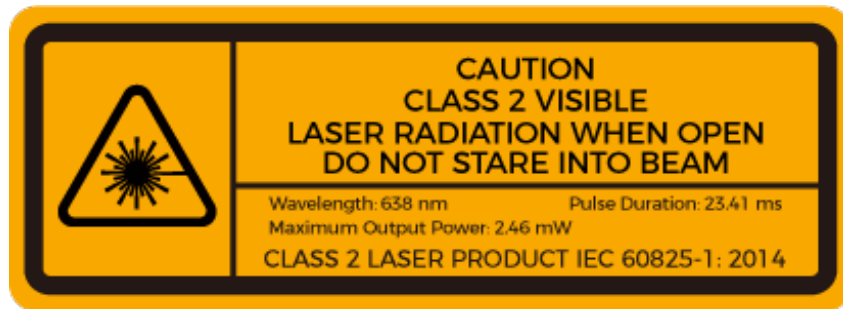 CAUTION
CLASS 2 VISIBLE
LASER RADIATION WHEN OPEN
DO NOT STARE INTO BEAM
Wavelength: 638 nm Pulse Duration: 23.41 ms
Maximum Output Power: 2.46 mW
CLASS 2 LASER PRODUCT IEC 60825-1: 2014